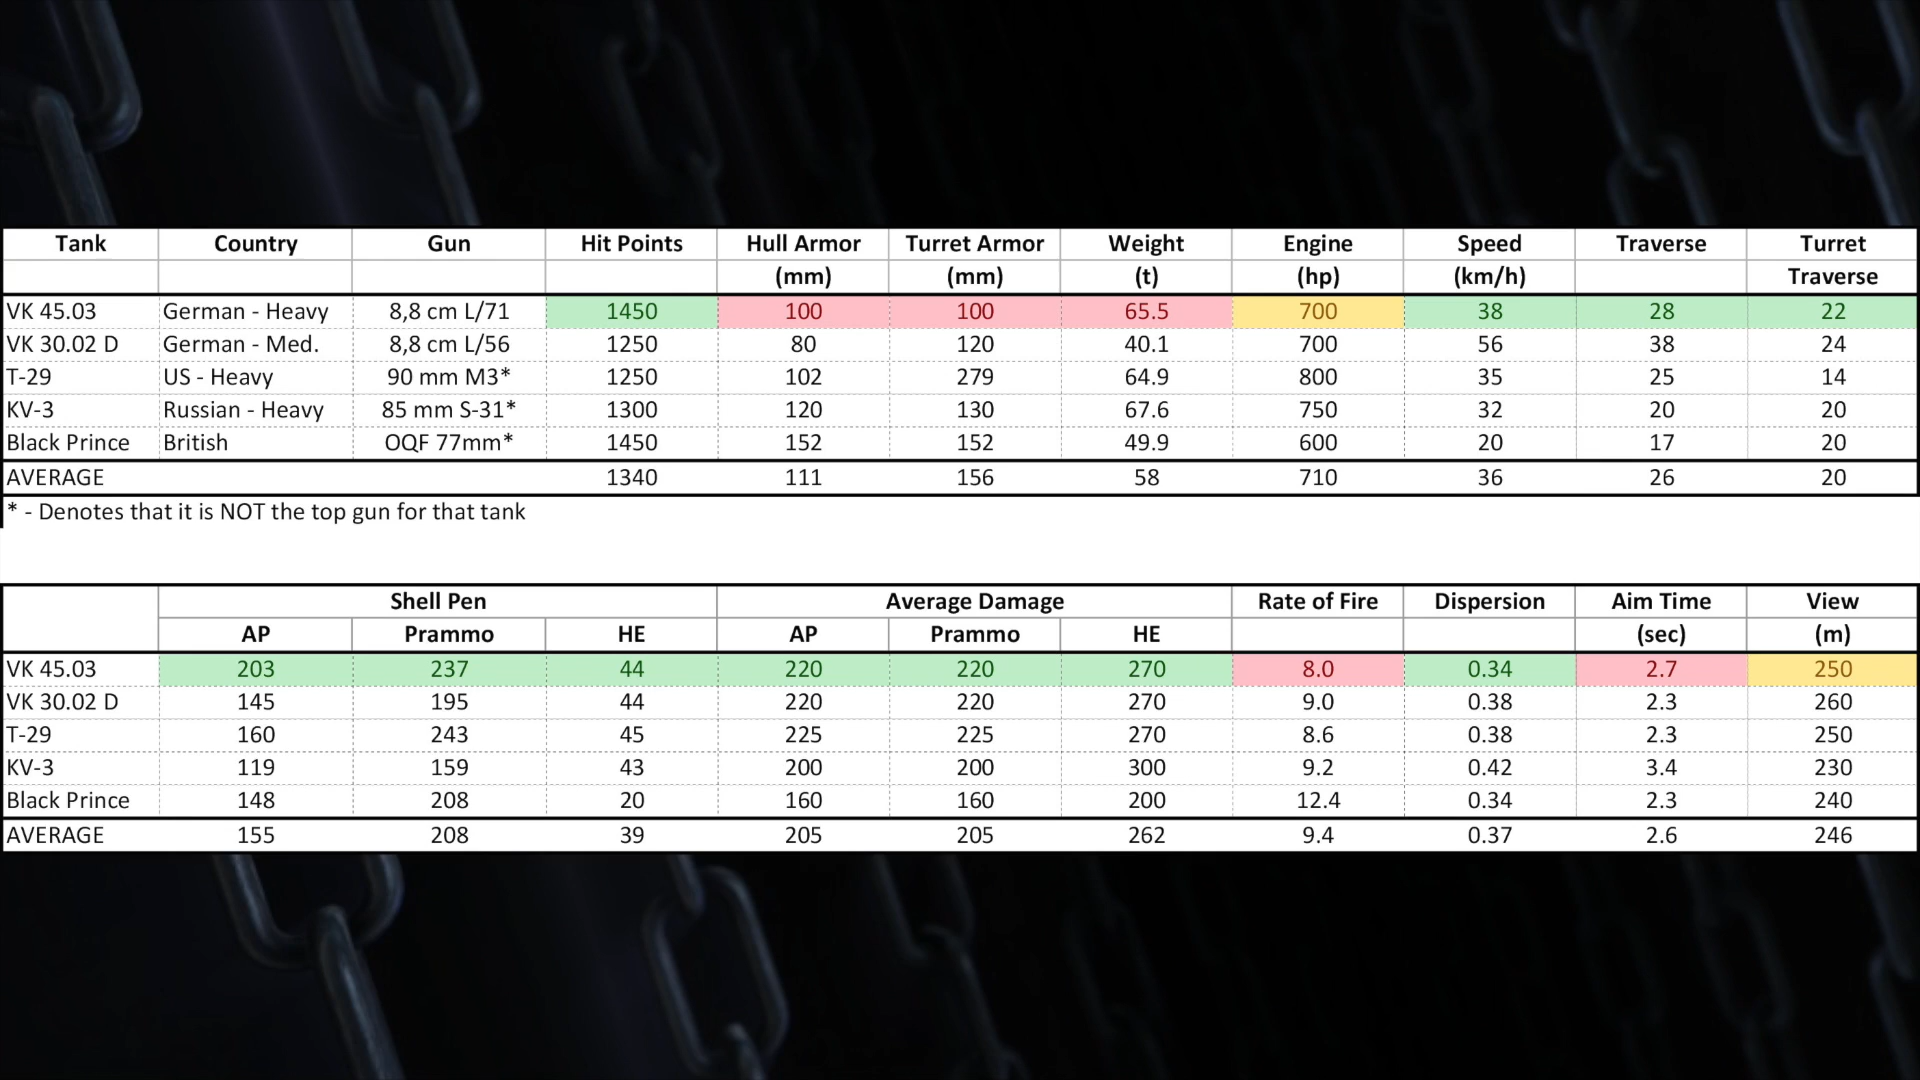 Tank Country Gun Hit Points Hull Armor Turret Armor Weight Engine Speed Traverse Turret
(mm) (mm) (t) (hp) (km/h) Traverse
VK 45.03 German - Heavy 8,8 cm L/71 1450 100 100 65.5 700 38 28 22
VK 30.02 D German - Med. 8,8 cm L/56 1250 80 120 40.1 700 56 38 24
T-29 US - Heavy 90 mm M3* 1250 102 279 64.9 800 35 25 14
KV-3 Russian - Heavy 85 mm S-31* 1300 120 130 67.6 750 32 20 20
Black Prince British OQF 77mm* 1450 152 152 49.9 600 20 17 20
AVERAGE 1340 111 156 58 710 36 26 20
* - Denotes that it is NOT the top gun for that tank
Shell Pen Average Damage Rate of Fire Dispersion Aim Time View
AP Prammo HE AP Prammo HE (sec) (m)
VK 45.03 203 237 44 220 220 270 8.0 0.34 2.7 250
VK 30.02 D 145 195 44 220 220 270 9.0 0.38 2.3 260
T-29 160 243 45 225 225 270 8.6 0.38 2.3 250
KV-3 119 159 43 200 200 300 9.2 0.42 3.4 230
Black Prince 148 208 20 160 160 200 12.4 0.34 2.3 240
AVERAGE 155 208 39 205 205 262 9.4 0.37 2.6 246